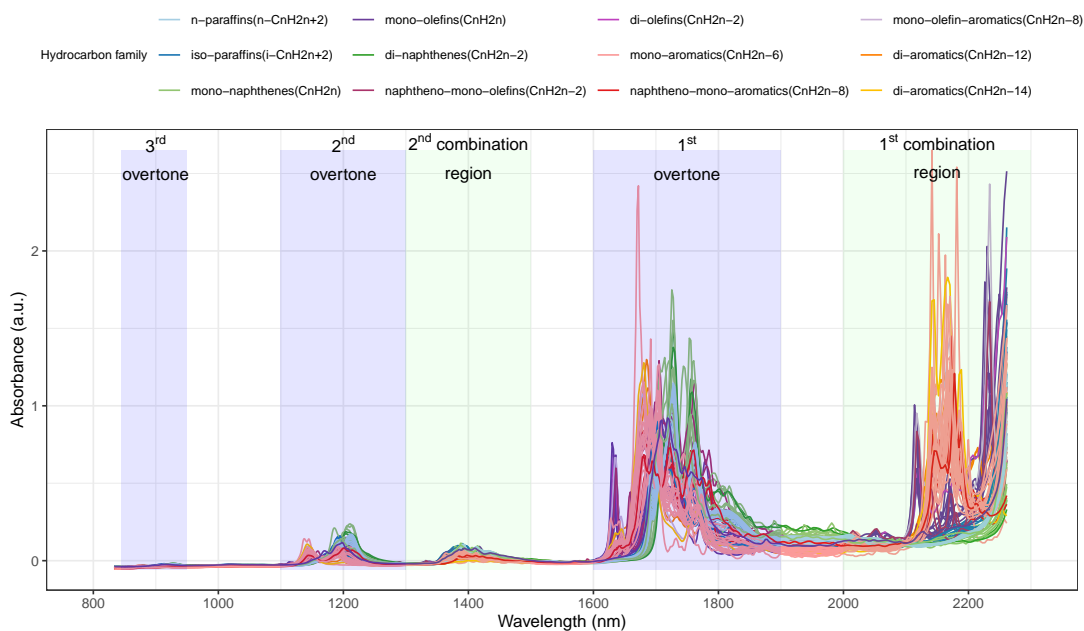 n−paraffins(n−CnH2n+2) mono−olefins(CnH2n) di−olefins(CnH2n−2) mono−olefin−aromatics(CnH2n−8)
Hydrocarbon family iso−paraffins(i−CnH2n+2) di−naphthenes(CnH2n−2) mono−aromatics(CnH2n−6) di−aromatics(CnH2n−12)
mono−naphthenes(CnH2n) naphtheno−mono−olefins(CnH2n−2) naphtheno−mono−aromatics(CnH2n−8) di−aromatics(CnH2n−14)
3rd 2nd 2nd combination 1st 1st combination
overtone overtone region overtone region
2
1
0
Absorbance (a.u.)
800 1000 1200 1400 1600 1800 2000 2200
Wavelength (nm)